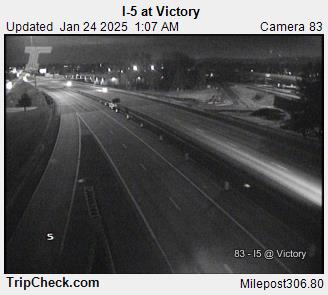 I-5 at Victory
Updated Jan 24 2025 1:07 AM Camera 83
S
83 - I5 @ Victory
TripCheck.com Milepost306.80